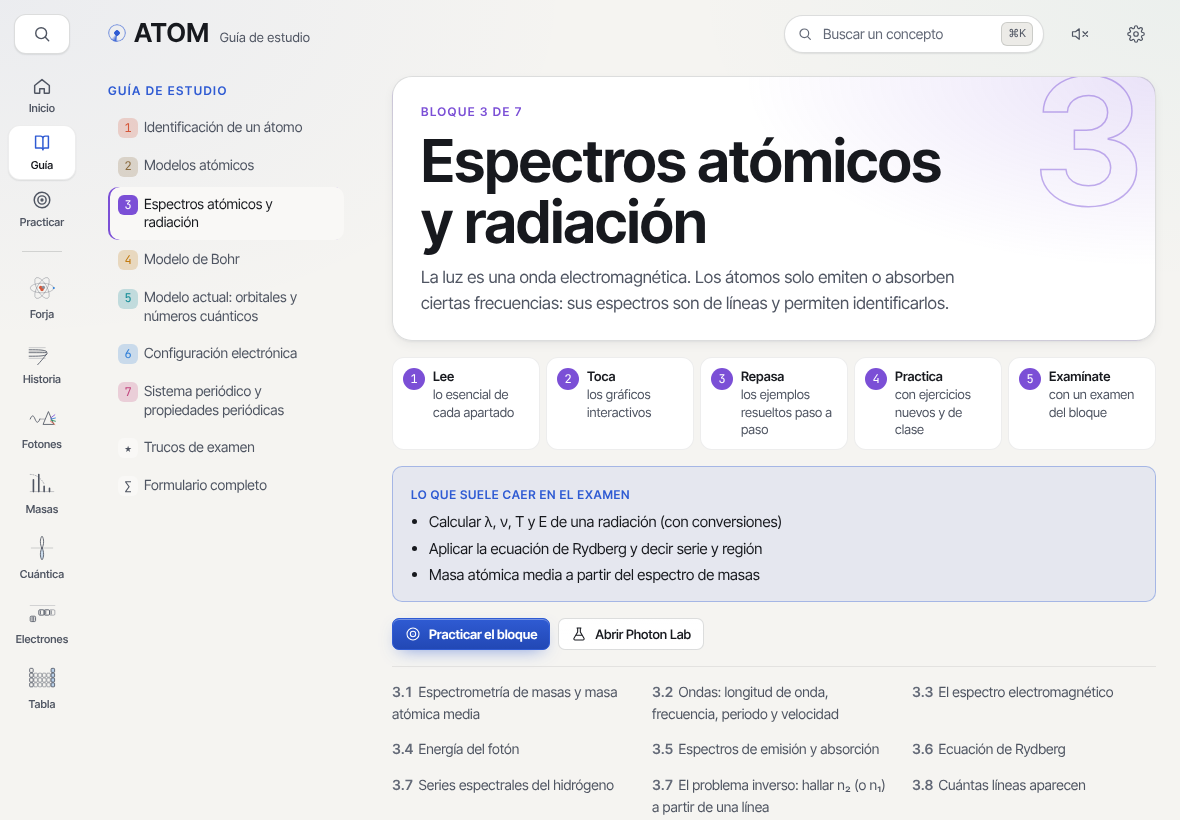 ATOM Guía de estudio
Buscar un concepto
⌘K
Inicio
Guía
Practicar
Forja
Historia
Fotones
Masas
Cuántica
Electrones
Tabla
GUÍA DE ESTUDIO
1 Identificación de un átomo
2 Modelos atómicos
3 Espectros atómicos y
radiación
4 Modelo de Bohr
5 Modelo actual: orbitales y
números cuánticos
6 Configuración electrónica
7 Sistema periódico y
propiedades periódicas
★ Trucos de examen
∑ Formulario completo
BLOQUE 3 DE 7
3
Espectros atómicos
y radiación
La luz es una onda electromagnética. Los átomos solo emiten o absorben
ciertas frecuencias: sus espectros son de líneas y permiten identificarlos.
1 Lee
lo esencial de
cada apartado
2 Toca
los gráficos
interactivos
3 Repasa
los ejemplos
resueltos paso a
paso
4 Practica
con ejercicios
nuevos y de
clase
5 Examínate
con un examen
del bloque
LO QUE SUELE CAER EN EL EXAMEN
• Calcular λ, ν, T y E de una radiación (con conversiones)
• Aplicar la ecuación de Rydberg y decir serie y región
• Masa atómica media a partir del espectro de masas
Practicar el bloque
Abrir Photon Lab
3.1 Espectrometría de masas y masa
atómica media
3.2 Ondas: longitud de onda,
frecuencia, periodo y velocidad
3.3 El espectro electromagnético
3.4 Energía del fotón
3.5 Espectros de emisión y absorción
3.6 Ecuación de Rydberg
3.7 Series espectrales del hidrógeno
3.7 El problema inverso: hallar n₂ (o n₁)
a partir de una línea
3.8 Cuántas líneas aparecen